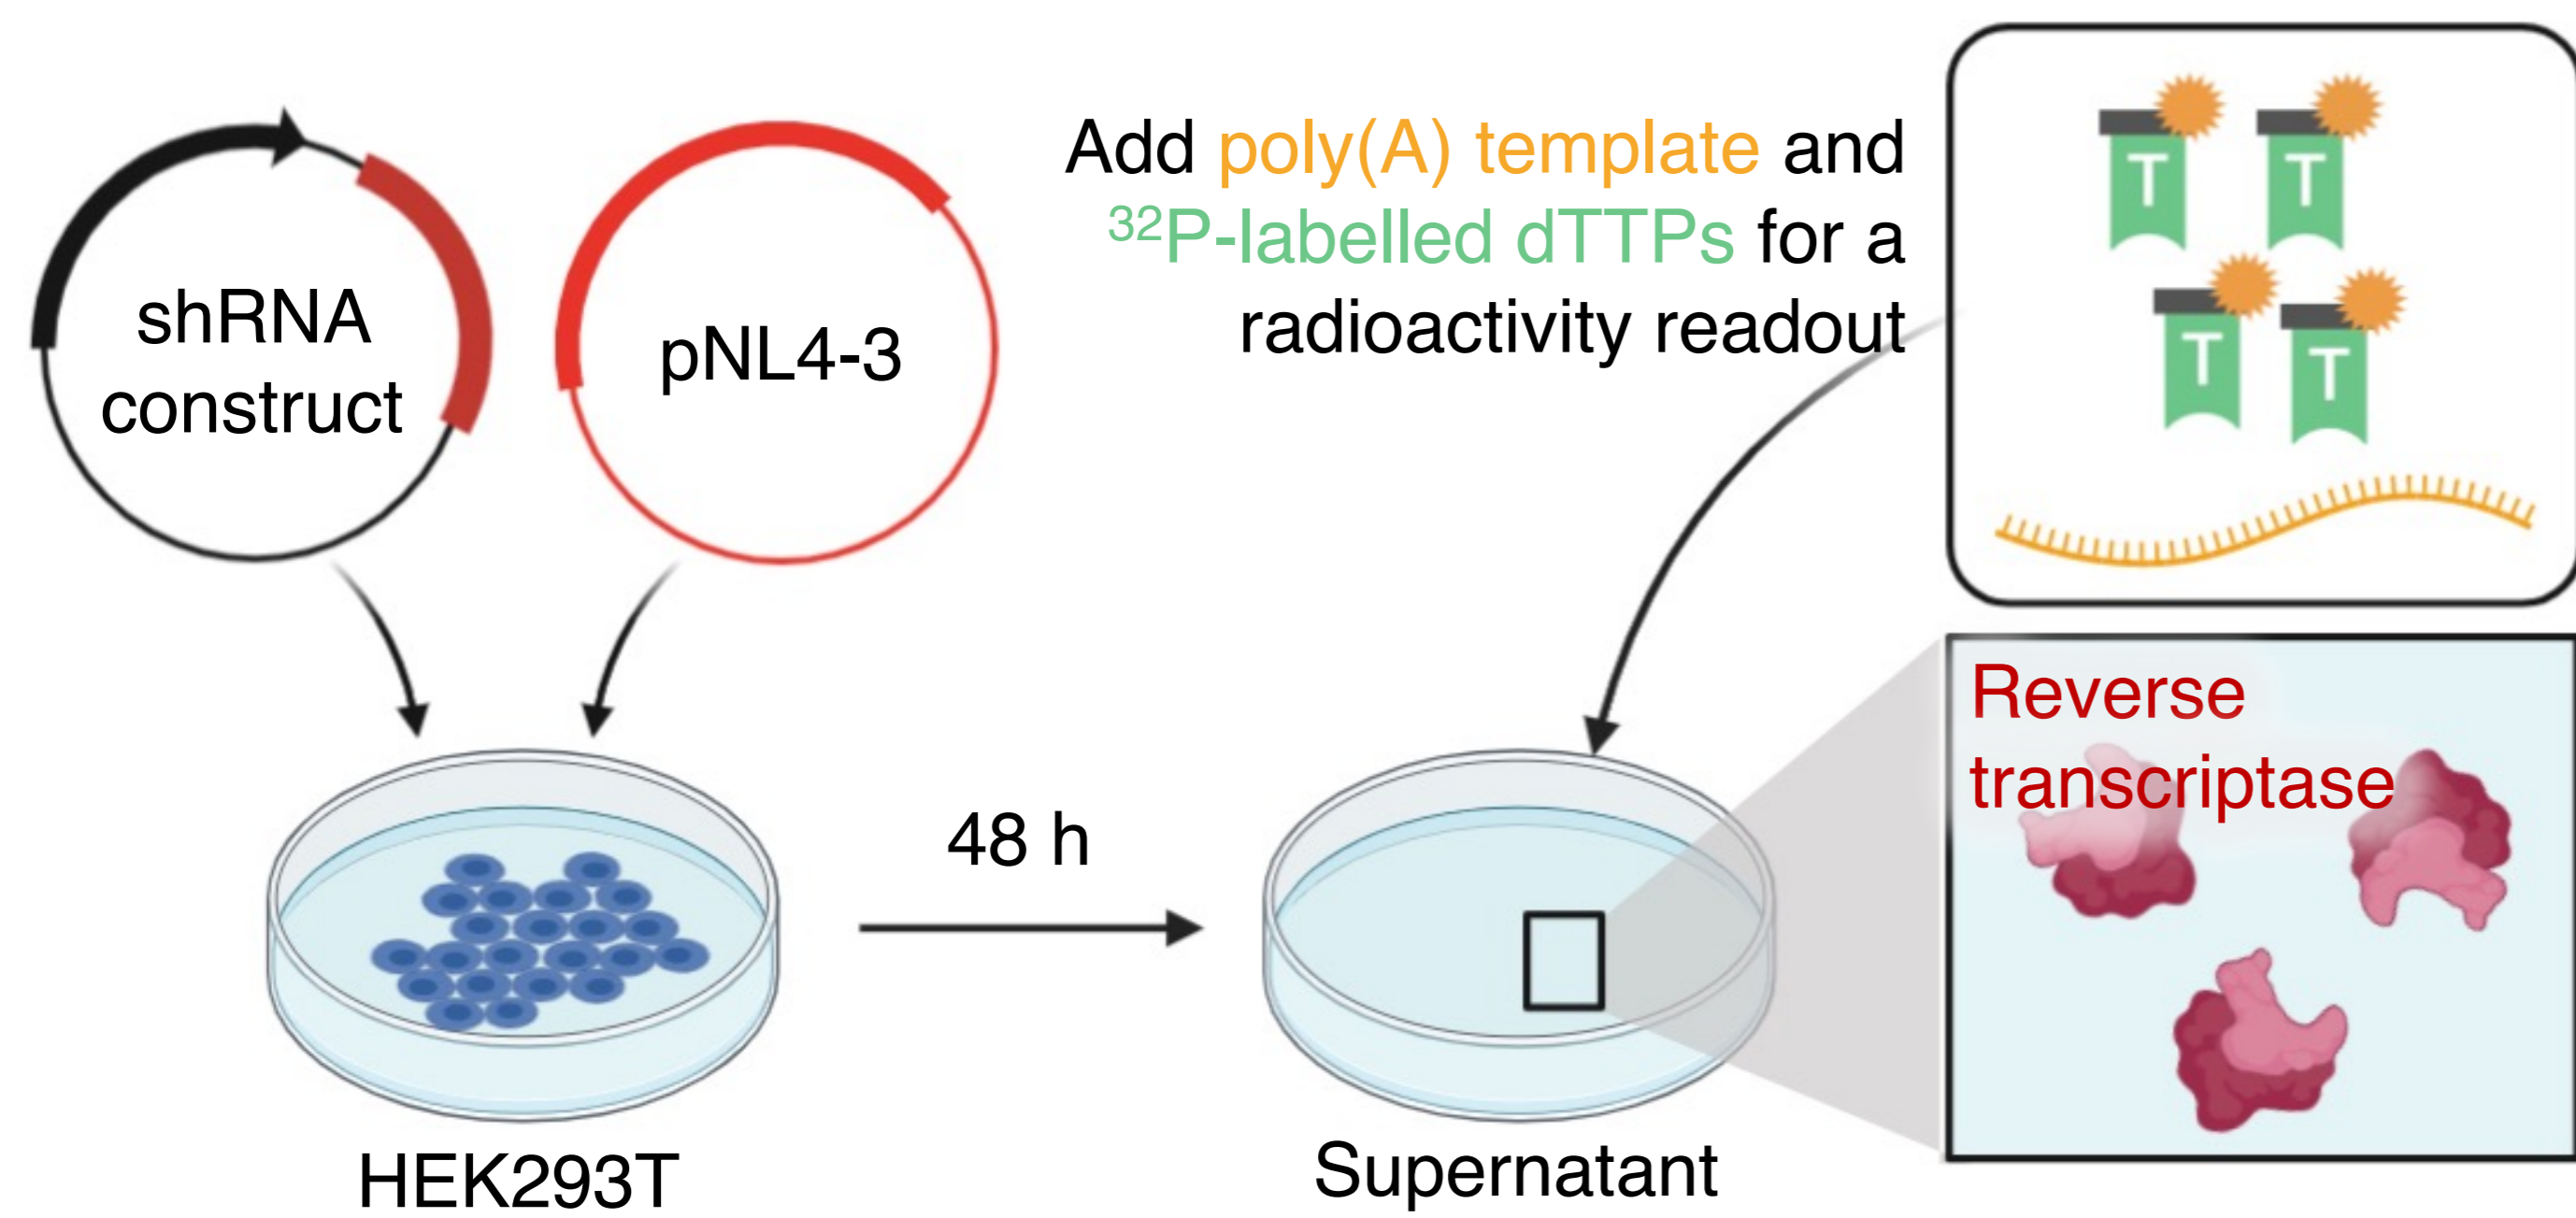 shRNA
construct
pNL4-3
Add poly(A) template and
³²P-labelled dTTPs for a
radioactivity readout
T
T
T
T
Reverse
transcriptase
48 h
HEK293T
Supernatant